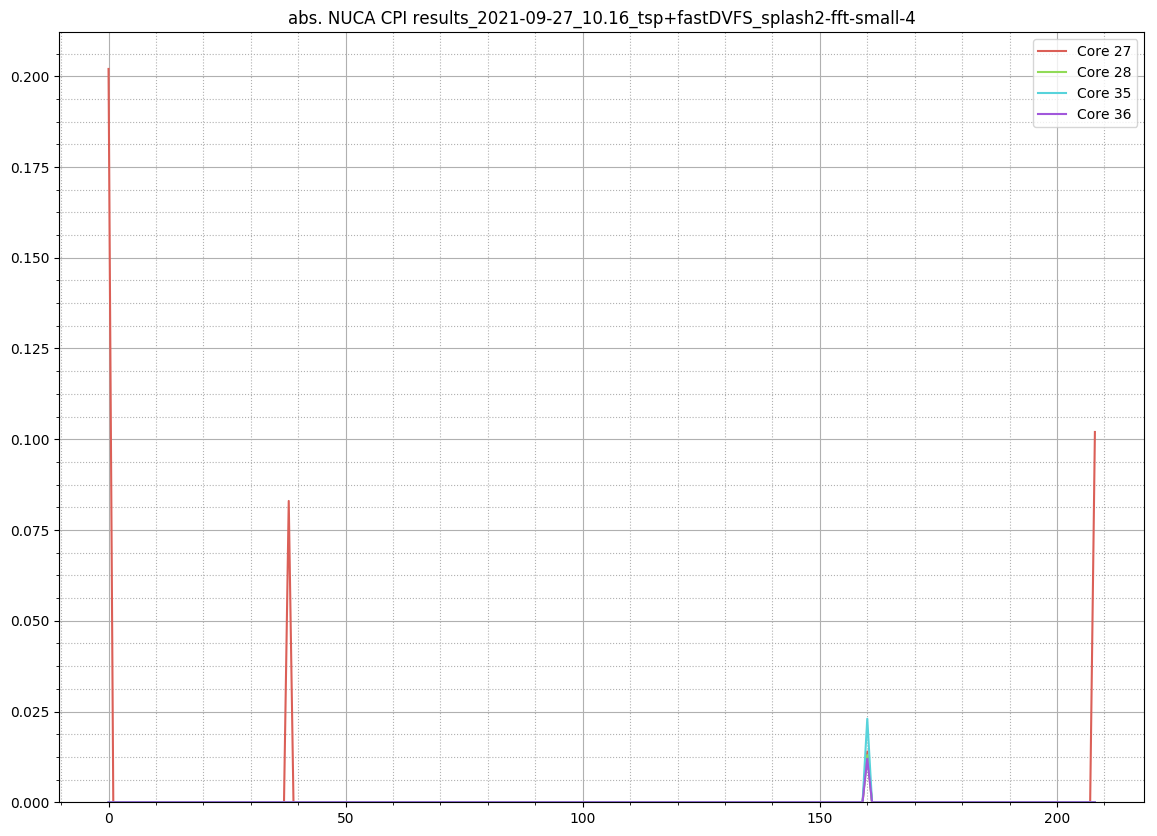 abs. NUCA CPI results_2021-09-27_10.16_tsp+fastDVFS_splash2-fft-small-4
Core 27
Core 28
Core 35
Core 36
0.200
0.175
0.150
0.125
0.100
0.075
0.050
0.025
0.000
0 50 100 150 200